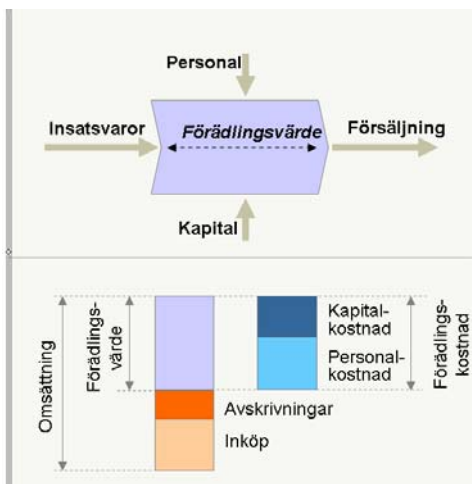 Personal
Insatsvaror
Förädlingsvärde
Försäljning
Kapital
Omsättning
Förädlings-
värde
Kapital-
kostnad
Personal-
kostnad
Förädlings-
kostnad
Avskrivningar
Inköp